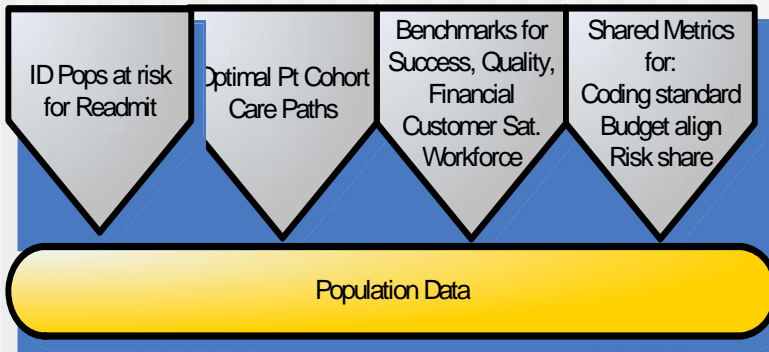 ID Pops at risk
for Readmit
Optimal Pt Cohort
Care Paths
Benchmarks for
Success, Quality,
Financial
Customer Sat.
Workforce
Shared Metrics
for:
Coding standard
Budget align
Risk share
Population Data